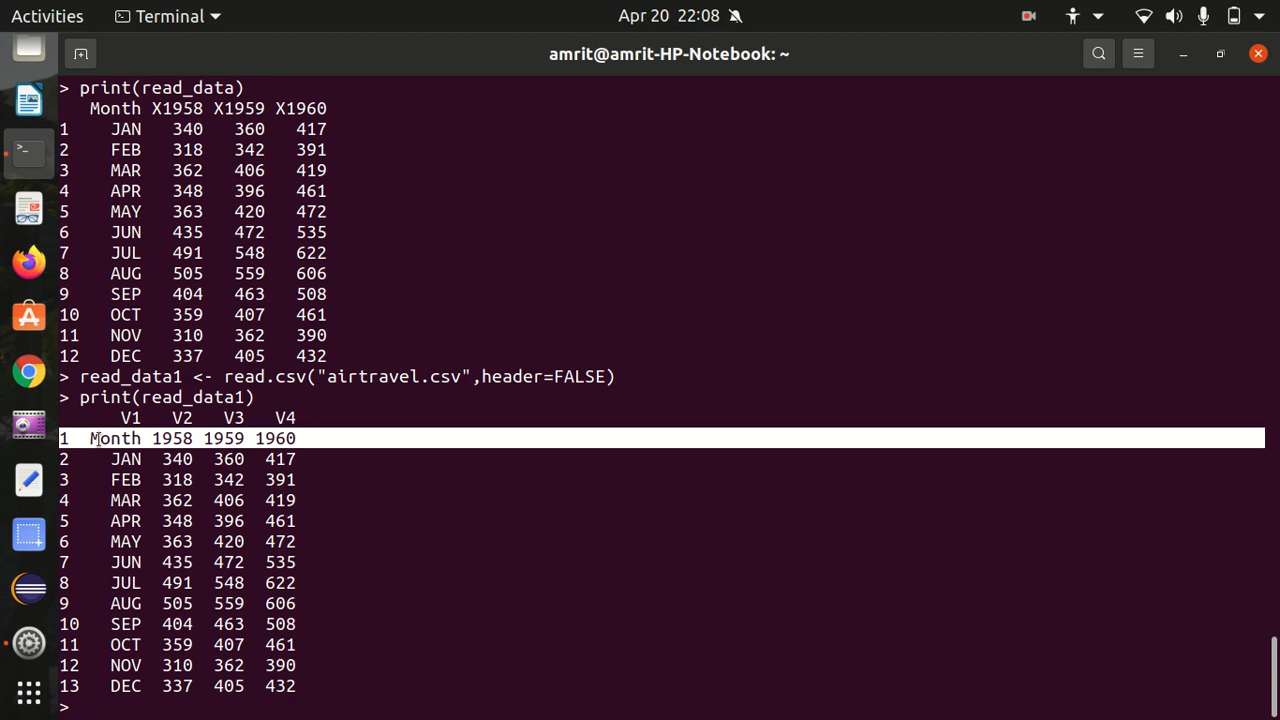 Activities Terminal Apr 20 22:08
amrit@amrit-HP-Notebook: ~
> print(read_data)
Month X1958 X1959 X1960
1 JAN 340 360 417
2 FEB 318 342 391
3 MAR 362 406 419
4 APR 348 396 461
5 MAY 363 420 472
6 JUN 435 472 535
7 JUL 491 548 622
8 AUG 505 559 606
9 SEP 404 463 508
10 OCT 359 407 461
11 NOV 310 362 390
12 DEC 337 405 432
> read_data1 <- read.csv("airtravel.csv",header=FALSE)
> print(read_data1)
V1 V2 V3 V4
1 Month 1958 1959 1960
2 JAN 340 360 417
3 FEB 318 342 391
4 MAR 362 406 419
5 APR 348 396 461
6 MAY 363 420 472
7 JUN 435 472 535
8 JUL 491 548 622
9 AUG 505 559 606
10 SEP 404 463 508
11 OCT 359 407 461
12 NOV 310 362 390
13 DEC 337 405 432
>